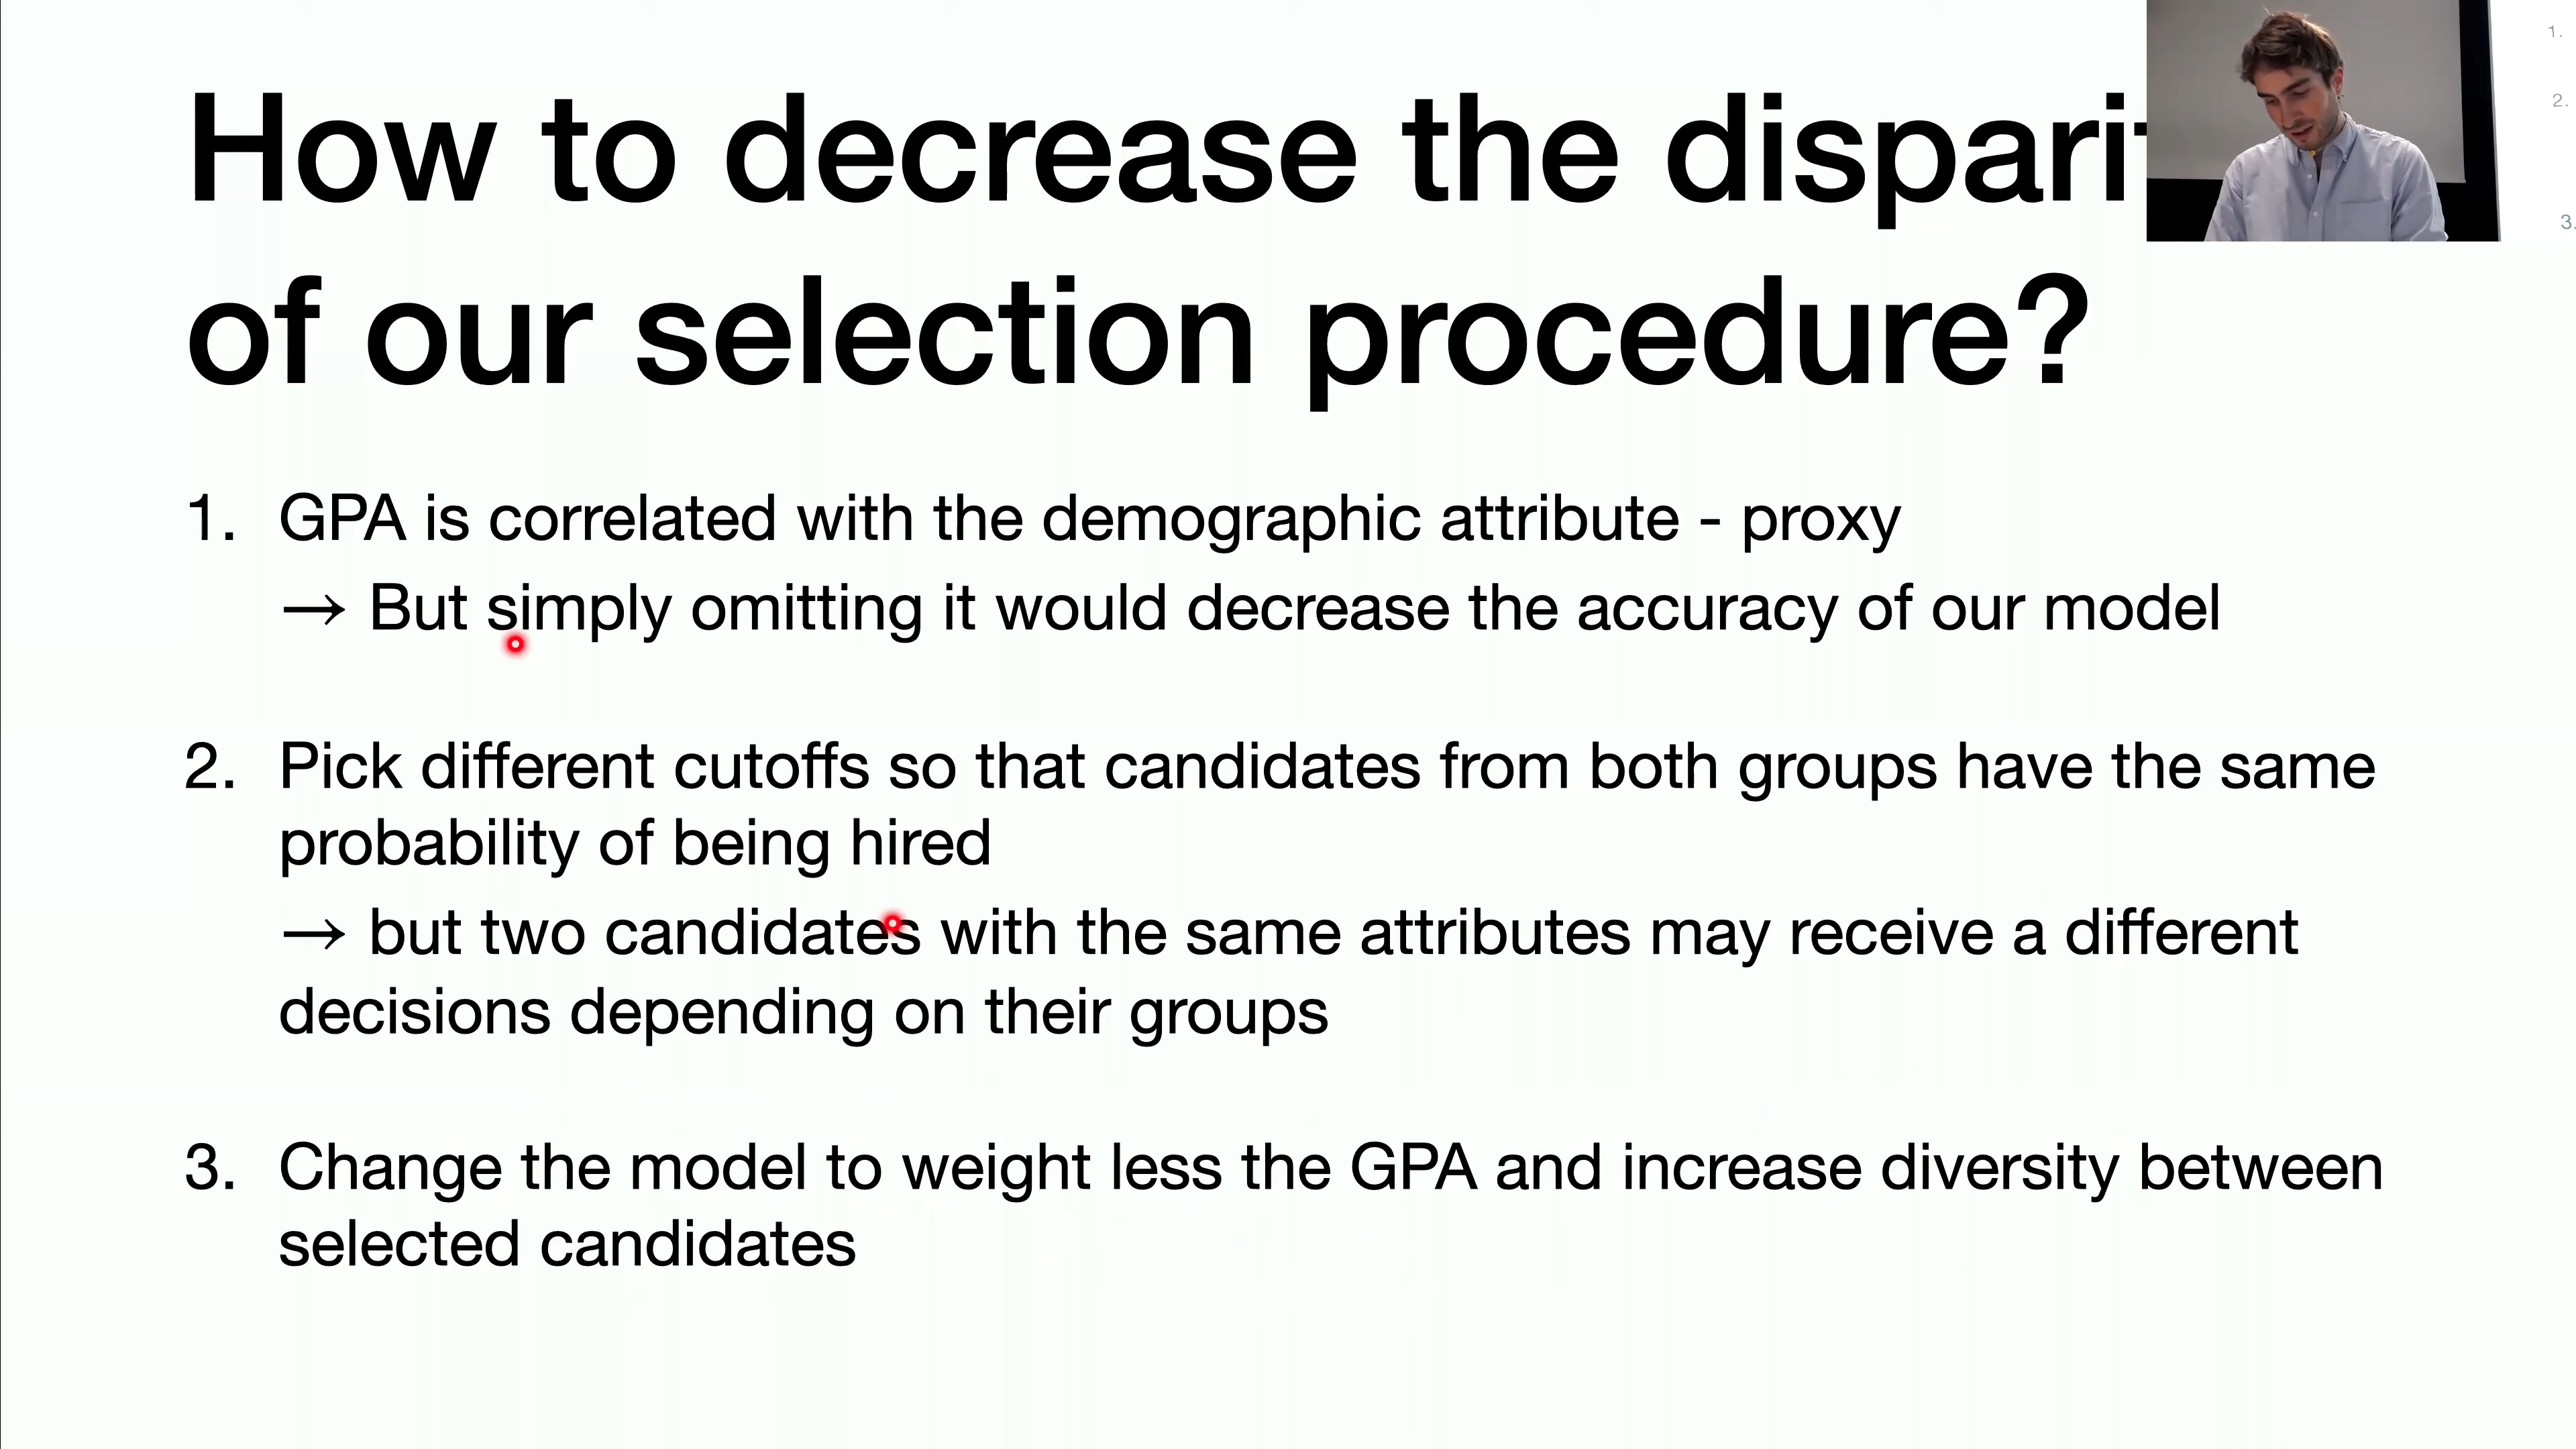 How to decrease the dispari
of our selection procedure?
1. GPA is correlated with the demographic attribute - proxy
→ But simply omitting it would decrease the accuracy of our model
2. Pick different cutoffs so that candidates from both groups have the same
probability of being hired
→ but two candidates with the same attributes may receive a different
decisions depending on their groups
3. Change the model to weight less the GPA and increase diversity between
selected candidates
1.
2.
3.